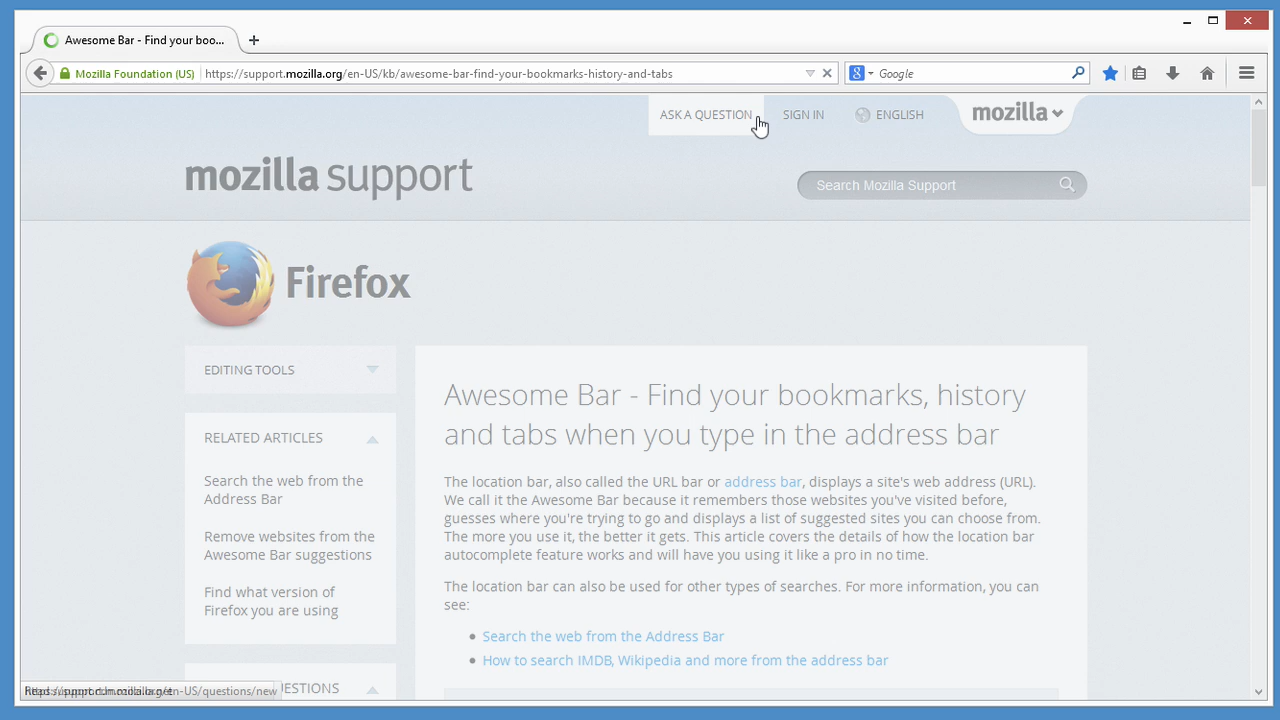 Awesome Bar - Find your boo...
Mozilla Foundation (US)
https://support.mozilla.org/en-US/kb/awesome-bar-find-your-bookmarks-history-and-tabs
Google
ASK A QUESTION
SIGN IN
ENGLISH
mozilla
mozilla support
Search Mozilla Support
Firefox
EDITING TOOLS
RELATED ARTICLES
Search the web from the
Address Bar
Remove websites from the
Awesome Bar suggestions
Find what version of
Firefox you are using
Awesome Bar - Find your bookmarks, history
and tabs when you type in the address bar
The location bar, also called the URL bar or address bar, displays a site's web address (URL).
We call it the Awesome Bar because it remembers those websites you've visited before,
guesses where you're trying to go and displays a list of suggested sites you can choose from.
The more you use it, the better it gets. This article covers the details of how the location bar
autocomplete feature works and will have you using it like a pro in no time.
The location bar can also be used for other types of searches. For more information, you can
see:
Search the web from the Address Bar
How to search IMDB, Wikipedia and more from the address bar